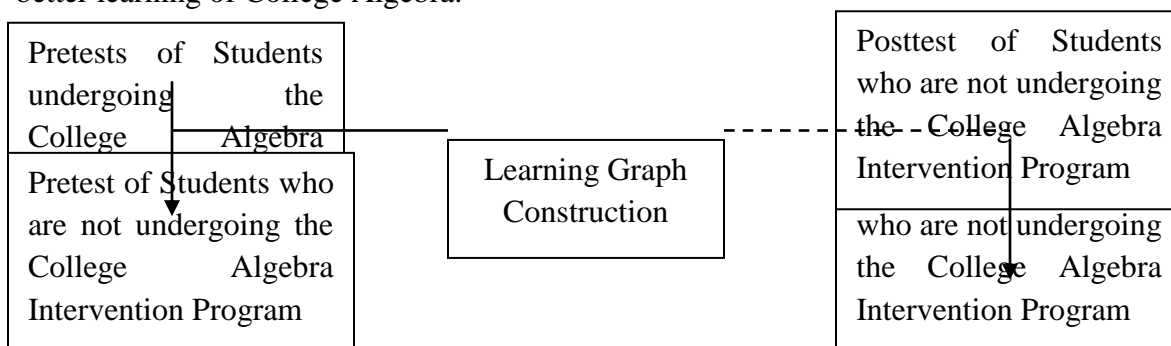 better learning of College Algebra.
Pretests of Students
undergoing the
College Algebra
Pretest of Students who
are not undergoing the
College Algebra
Intervention Program
Learning Graph
Construction
Posttest of Students
who are not undergoing
the College Algebra
Intervention Program
who are not undergoing
the College Algebra
Intervention Program